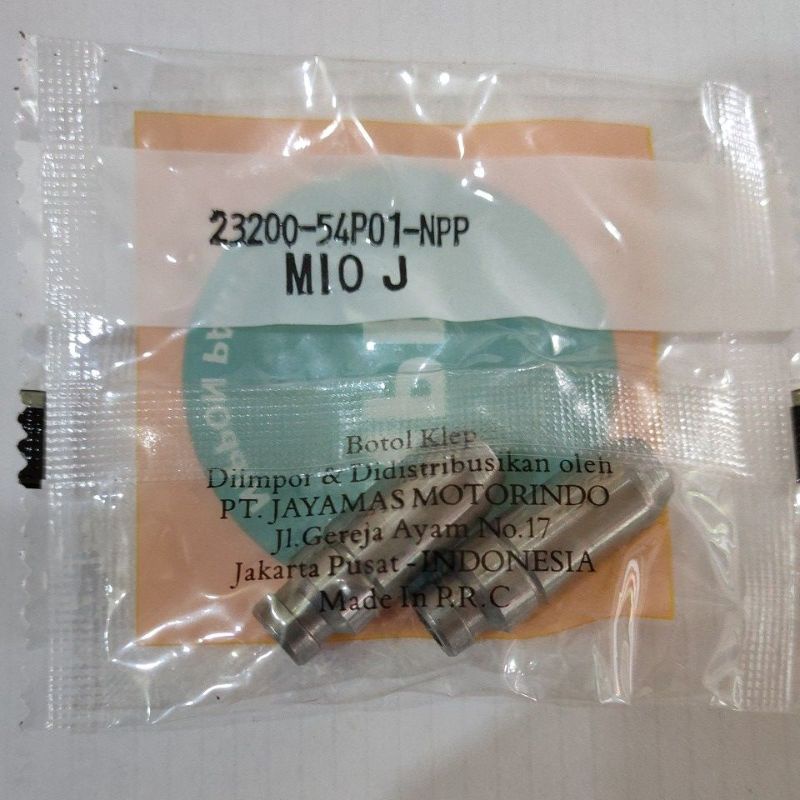 23200-54P01-NPP
MIO J
Botol Klep
Diimpor & Didistribusikan oleh
PT. JAYAMAS MOTORINDO
Jl.Gereja Ayam No.17
Jakarta Pusat - INDONESIA
Made In P.R.C